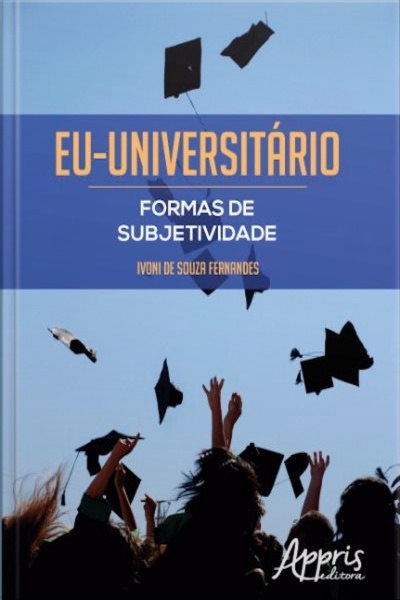 EU-UNIVERSITÁRIO
FORMAS DE
SUBJETIVIDADE
IVONI DE SOUZA FERNANDES
Appris
editora